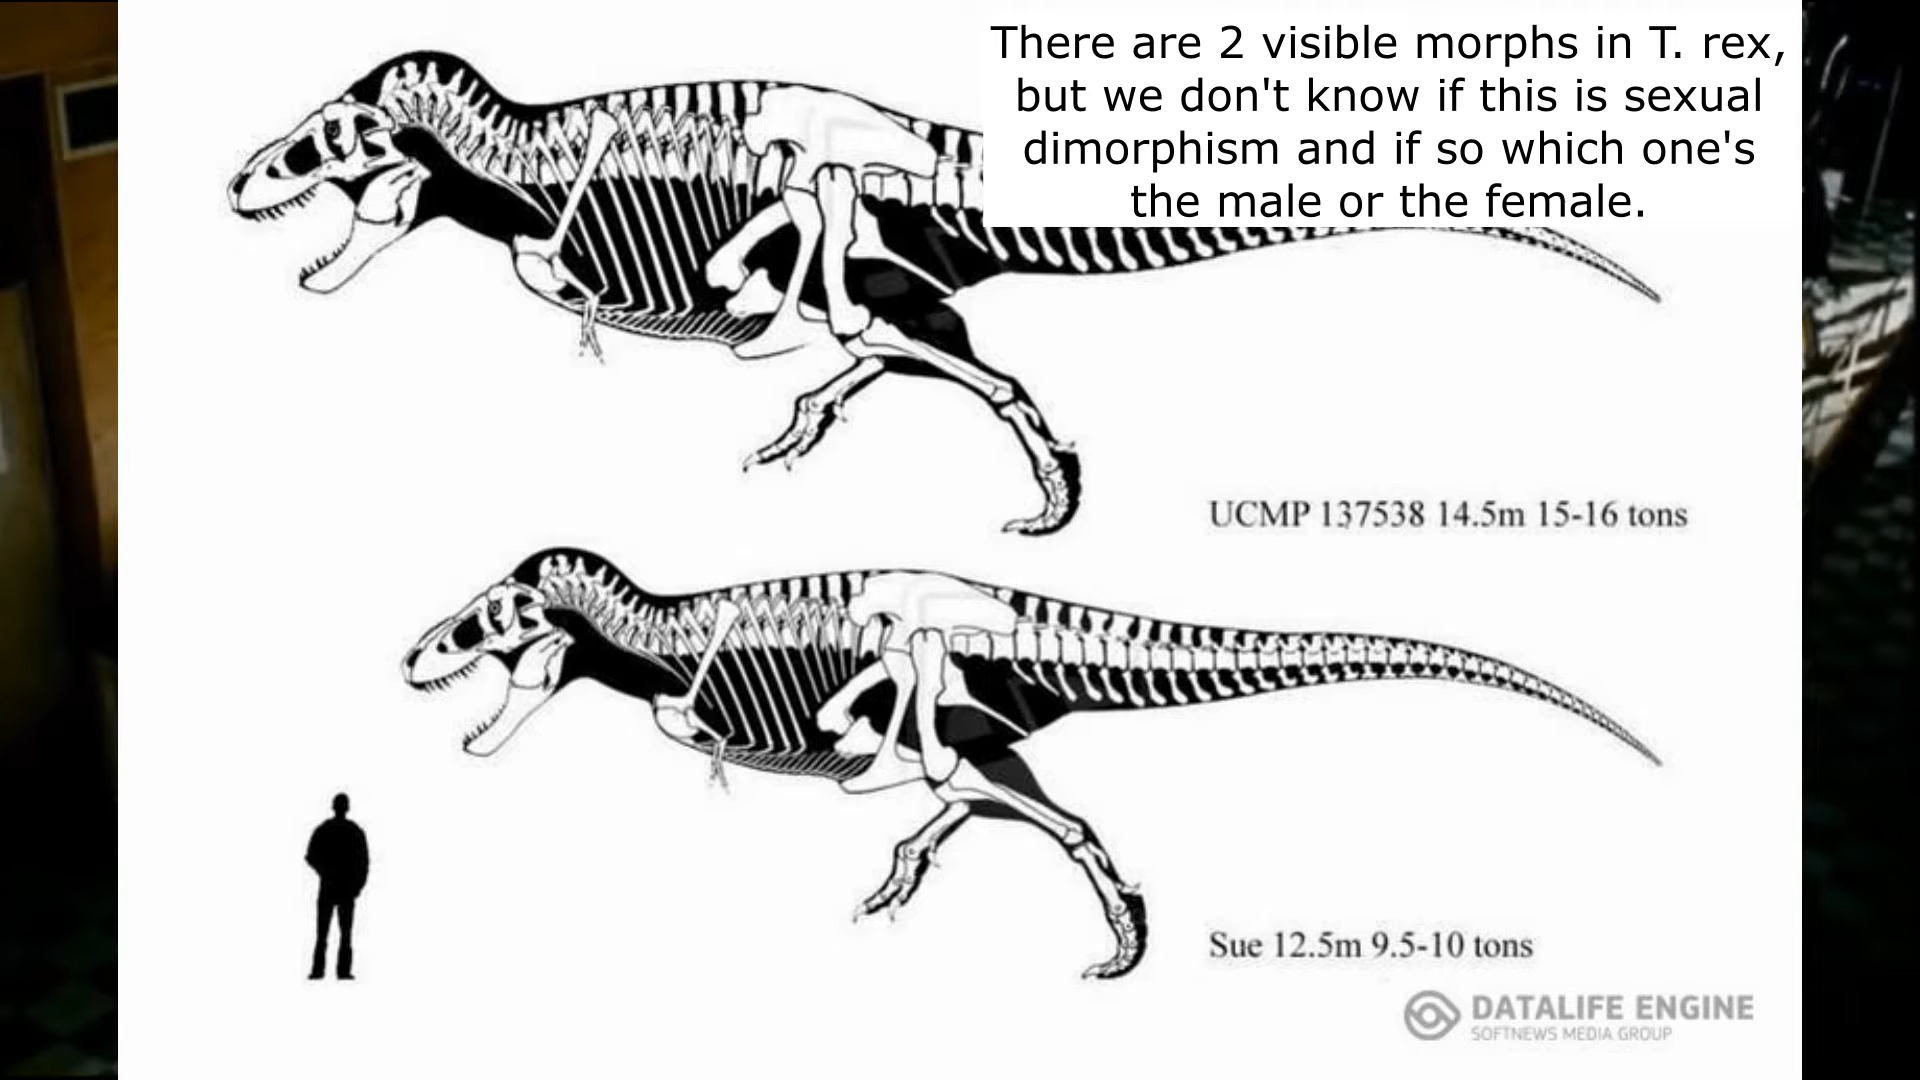 There are 2 visible morphs in T. rex,
but we don't know if this is sexual
dimorphism and if so which one's
the male or the female.
UCMP 137538 14.5m 15-16 tons
Sue 12.5m 9.5-10 tons
DATALIFE ENGINE
SOFTNEWS MEDIA GROUP